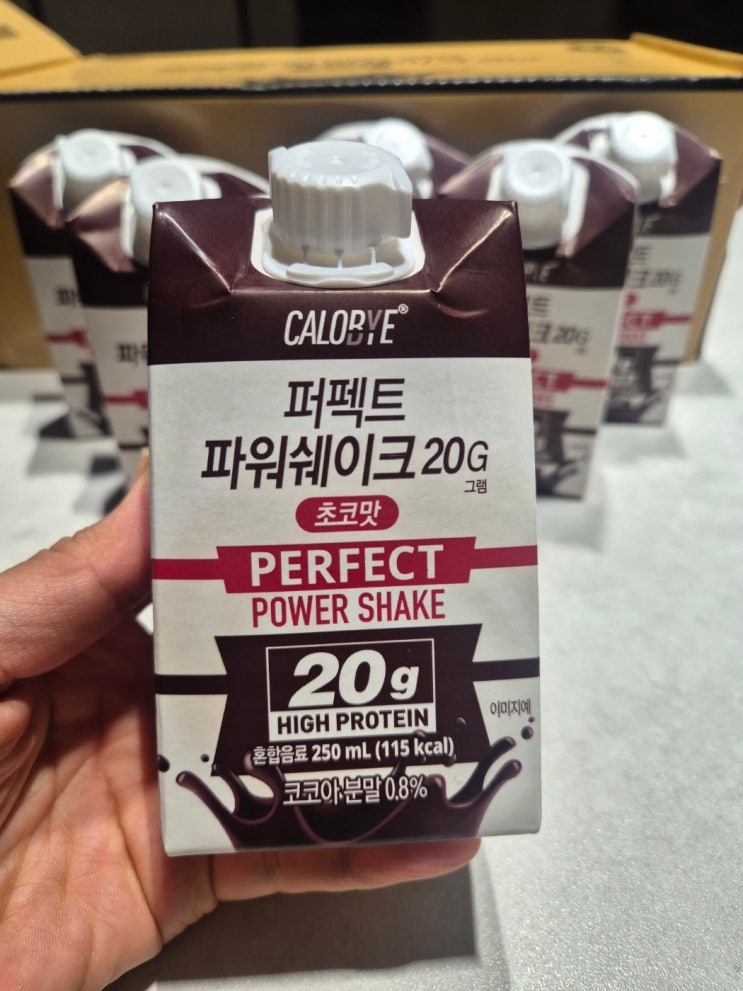 CALOBYE®
퍼펙트
파워쉐이크 20G
그램
초코맛
PERFECT
POWER SHAKE
20g
HIGH PROTEIN
이미지예
혼합음료 250 mL (115 kcal)
코코아분말 0.8%